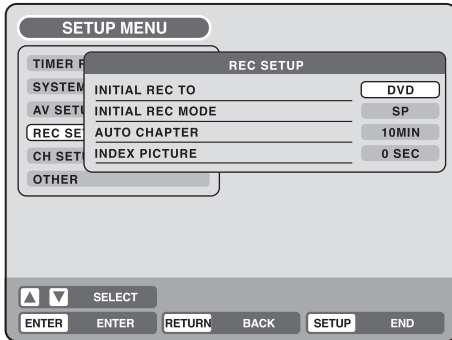 SETUP MENU
TIMER R
REC SETUP
SYSTEM
INITIAL REC TO DVD
AV SETU
INITIAL REC MODE SP
REC SE
AUTO CHAPTER 10MIN
CH SET
INDEX PICTURE 0 SEC
OTHER
▲ ▼ SELECT
ENTER ENTER RETURN BACK SETUP END